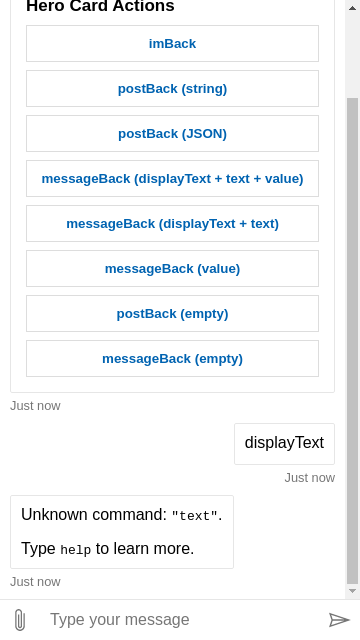 Hero Card Actions
imBack
postBack (string)
postBack (JSON)
messageBack (displayText + text + value)
messageBack (displayText + text)
messageBack (value)
postBack (empty)
messageBack (empty)
Just now
displayText
Just now
Unknown command: "text".
Type help to learn more.
Just now
Type your message